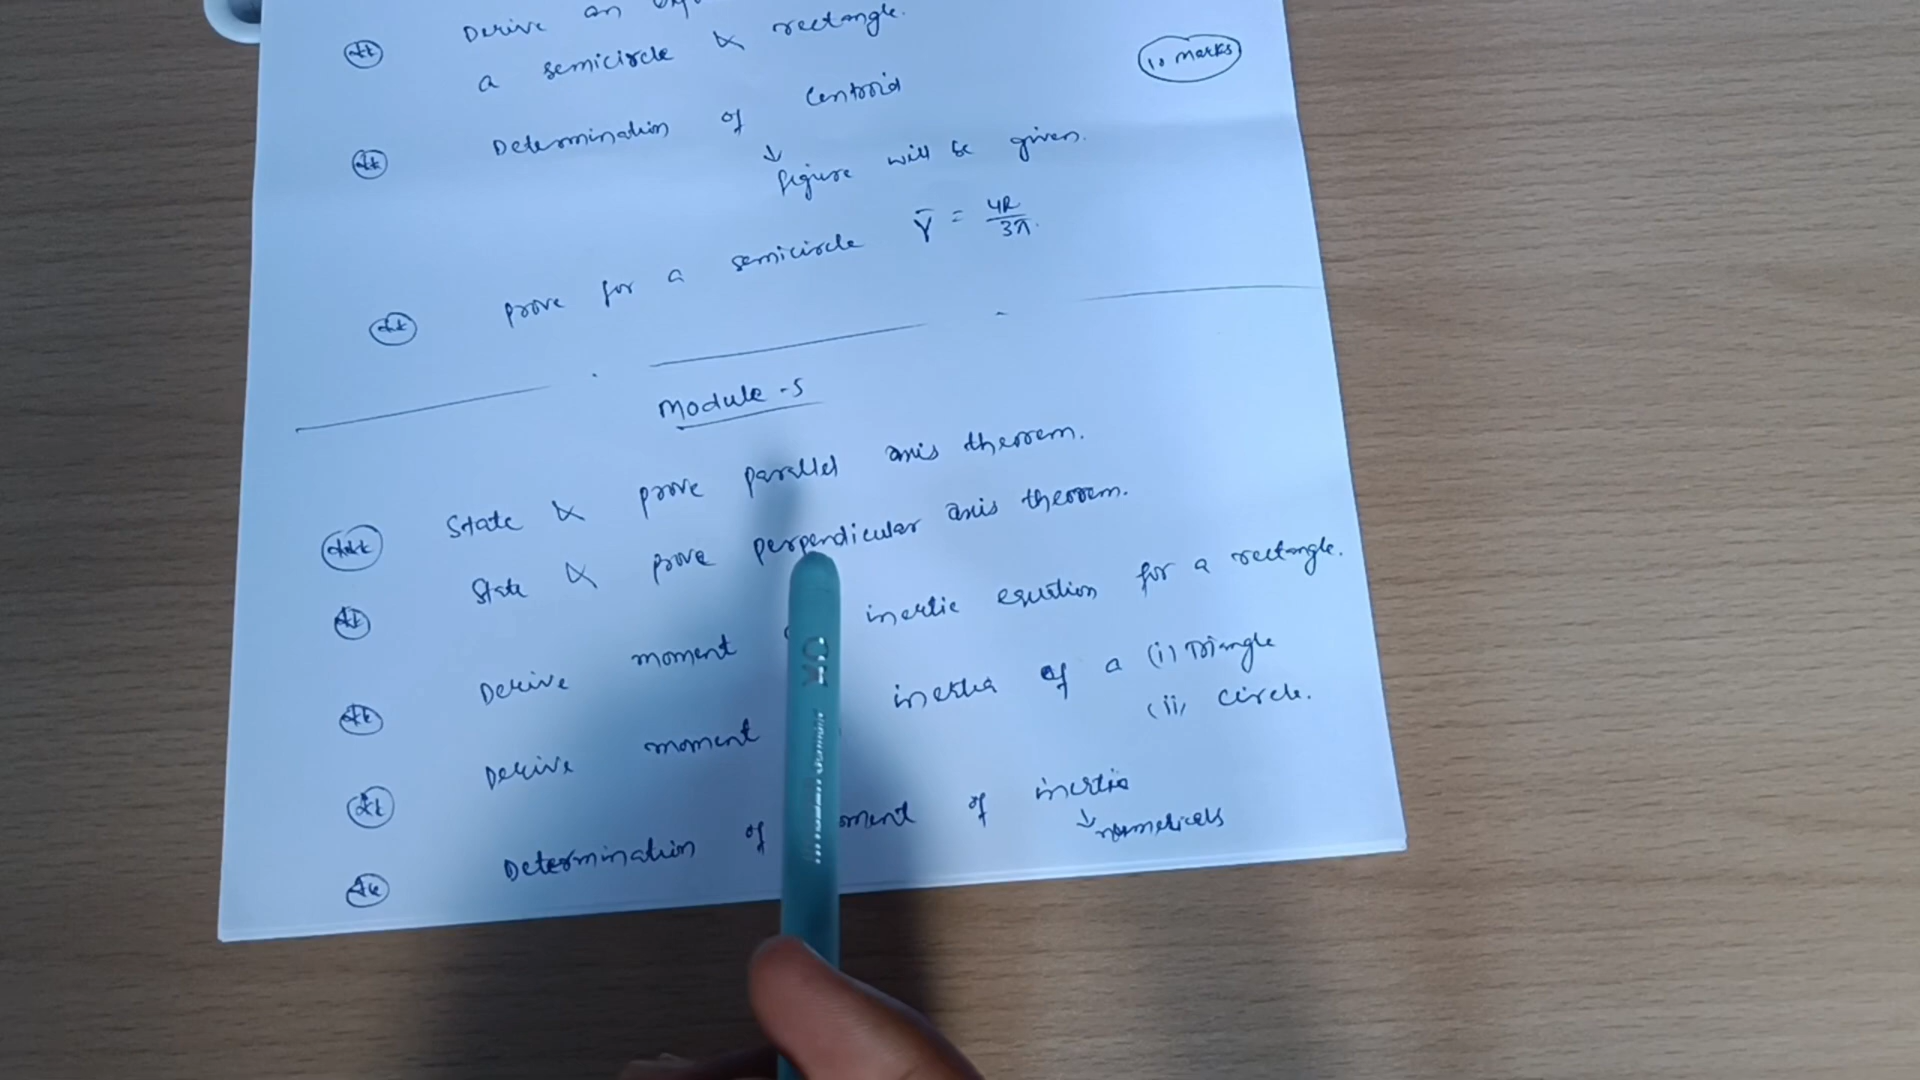 Derive an
a semicircle & rectangle.
10 marks
Determination of Centroid
↓
figure will be given.
prove for a semicircle Ȳ = 4R/3π.
Module-5
State & prove parallel axis theorem.
State & prove perpendicular axis theorem.
Derive moment inertia equation for a rectangle.
Derive moment inertia of a (i) Triangle
(ii) circle.
Determination of moment of inertia
↓ numericals